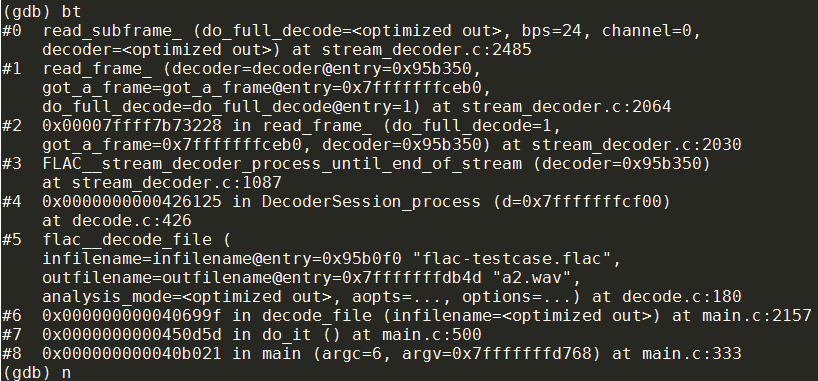 (gdb) bt
#0  read_subframe_ (do_full_decode=<optimized out>, bps=24, channel=0,
    decoder=<optimized out>) at stream_decoder.c:2485
#1  read_frame_ (decoder=decoder@entry=0x95b350,
    got_a_frame=got_a_frame@entry=0x7fffffffceb0,
    do_full_decode=do_full_decode@entry=1) at stream_decoder.c:2064
#2  0x00007ffff7b73228 in read_frame_ (do_full_decode=1,
    got_a_frame=0x7fffffffceb0, decoder=0x95b350) at stream_decoder.c:2030
#3  FLAC__stream_decoder_process_until_end_of_stream (decoder=0x95b350)
    at stream_decoder.c:1087
#4  0x0000000000426125 in DecoderSession_process (d=0x7fffffffcf00)
    at decode.c:426
#5  flac__decode_file (
    infilename=infilename@entry=0x95b0f0 "flac-testcase.flac",
    outfilename=outfilename@entry=0x7fffffffdb4d "a2.wav",
    analysis_mode=<optimized out>, aopts=..., options=...) at decode.c:180
#6  0x000000000040699f in decode_file (infilename=<optimized out>) at main.c:2157
#7  0x0000000000450d5d in do_it () at main.c:500
#8  0x000000000040b021 in main (argc=6, argv=0x7fffffffd768) at main.c:333
(gdb) n